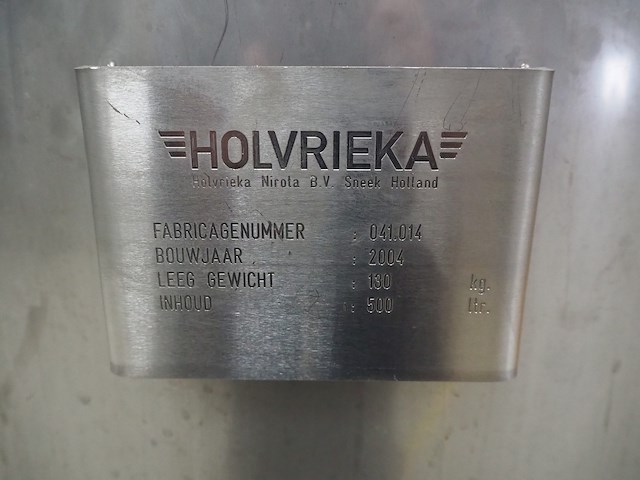 HOLVRIEKA
Holvrieka Nirota B.V. Sneek Holland
FABRICAGENUMMER : 041.014
BOUWJAAR : 2004
LEEG GEWICHT : 130 kg.
INHOUD : 500 ltr.